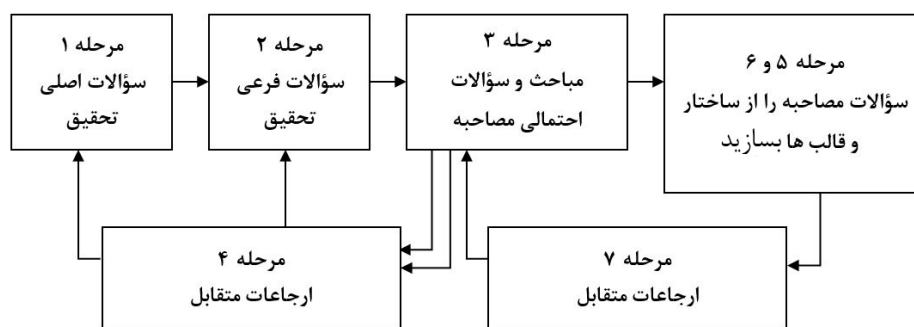 مرحله ۱
سؤالات اصلی
تحقیق
مرحله ۲
سؤالات فرعی
تحقیق
مرحله ۳
مباحث و سؤالات
احتمالی مصاحبه
مرحله ۵ و ۶
سؤالات مصاحبه را از ساختار
و قالب ها بسازید
مرحله ۴
ارجاعات متقابل
مرحله ۷
ارجاعات متقابل